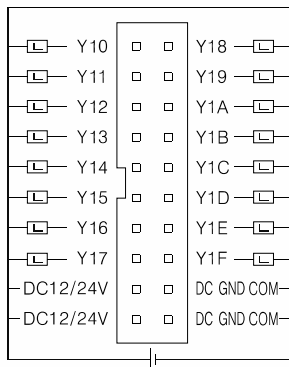 L Y10 Y18 L
L Y11 Y19 L
L Y12 Y1A L
L Y13 Y1B L
L Y14 Y1C L
L Y15 Y1D L
L Y16 Y1E L
L Y17 Y1F L
DC12/24V DC GND COM
DC12/24V DC GND COM